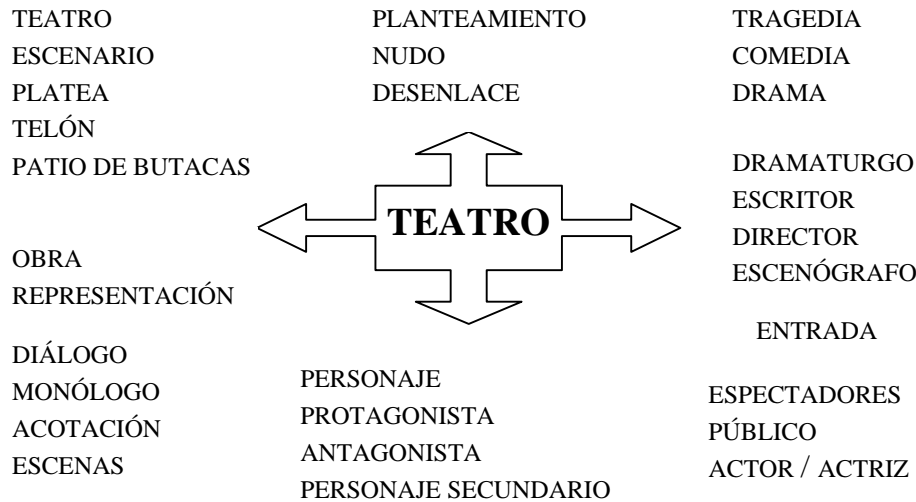 TEATRO
ESCENARIO
PLATEA
TELÓN
PATIO DE BUTACAS
PLANTEAMIENTO
NUDO
DESENLACE
TRAGEDIA
COMEDIA
DRAMA
DRAMATURGO
ESCRITOR
DIRECTOR
ESCENÓGRAFO
TEATRO
OBRA
REPRESENTACIÓN
ENTRADA
DIÁLOGO
MONÓLOGO
ACOTACIÓN
ESCENAS
PERSONAJE
PROTAGONISTA
ANTAGONISTA
PERSONAJE SECUNDARIO
ESPECTADORES
PÚBLICO
ACTOR / ACTRIZ